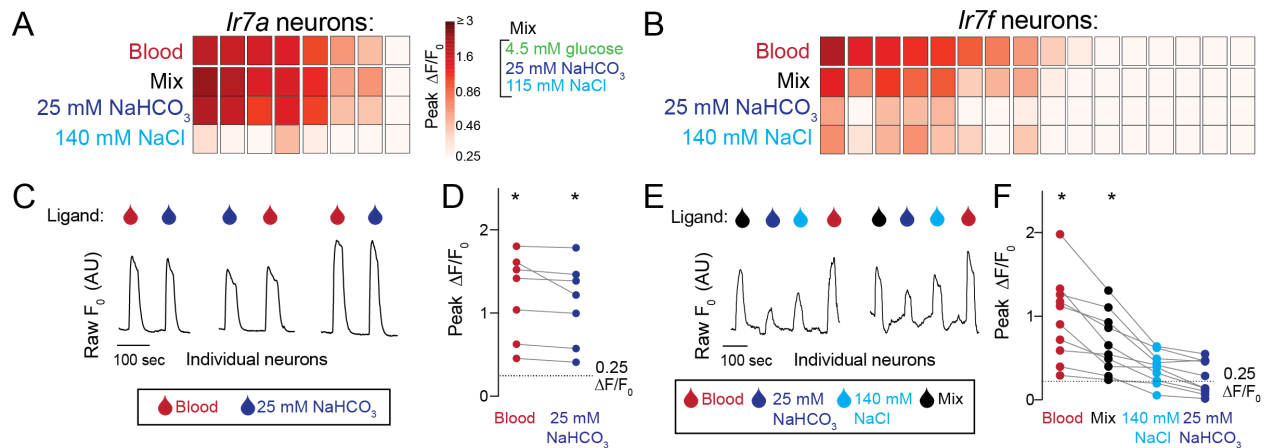 A
Ir7a neurons:
Blood
Mix
25 mM NaHCO₃
140 mM NaCl
Peak ΔF/F₀
≥ 3
1.6
0.86
0.46
0.25
Mix
4.5 mM glucose
25 mM NaHCO₃
115 mM NaCl
B
Ir7f neurons:
Blood
Mix
25 mM NaHCO₃
140 mM NaCl
C
Ligand:
Raw F₀ (AU)
100 sec
Individual neurons
Blood
25 mM NaHCO₃
D
* *
Peak ΔF/F₀
2
1
0
0.25
ΔF/F₀
Blood
25 mM
NaHCO₃
E
Ligand:
Raw F₀ (AU)
100 sec
Individual neurons
Blood
25 mM
NaHCO₃
140 mM
NaCl
Mix
F
* *
Peak ΔF/F₀
2
1
0
0.25
ΔF/F₀
Blood
Mix
140 mM
NaCl
25 mM
NaHCO₃